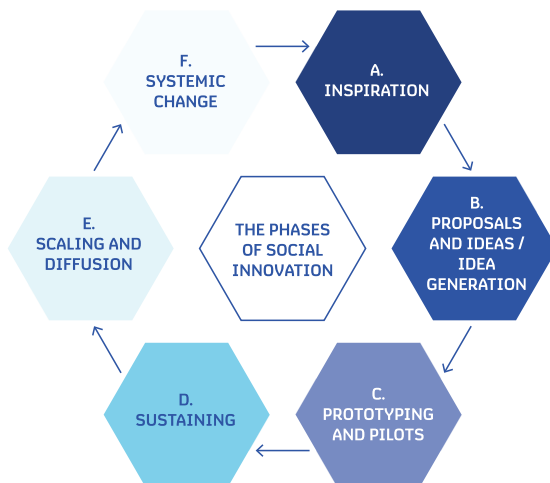 A.
INSPIRATION
B.
PROPOSALS
AND IDEAS /
IDEA
GENERATION
C.
PROTOTYPING
AND PILOTS
D.
SUSTAINING
E.
SCALING AND
DIFFUSION
F.
SYSTEMIC
CHANGE
THE PHASES
OF SOCIAL
INNOVATION